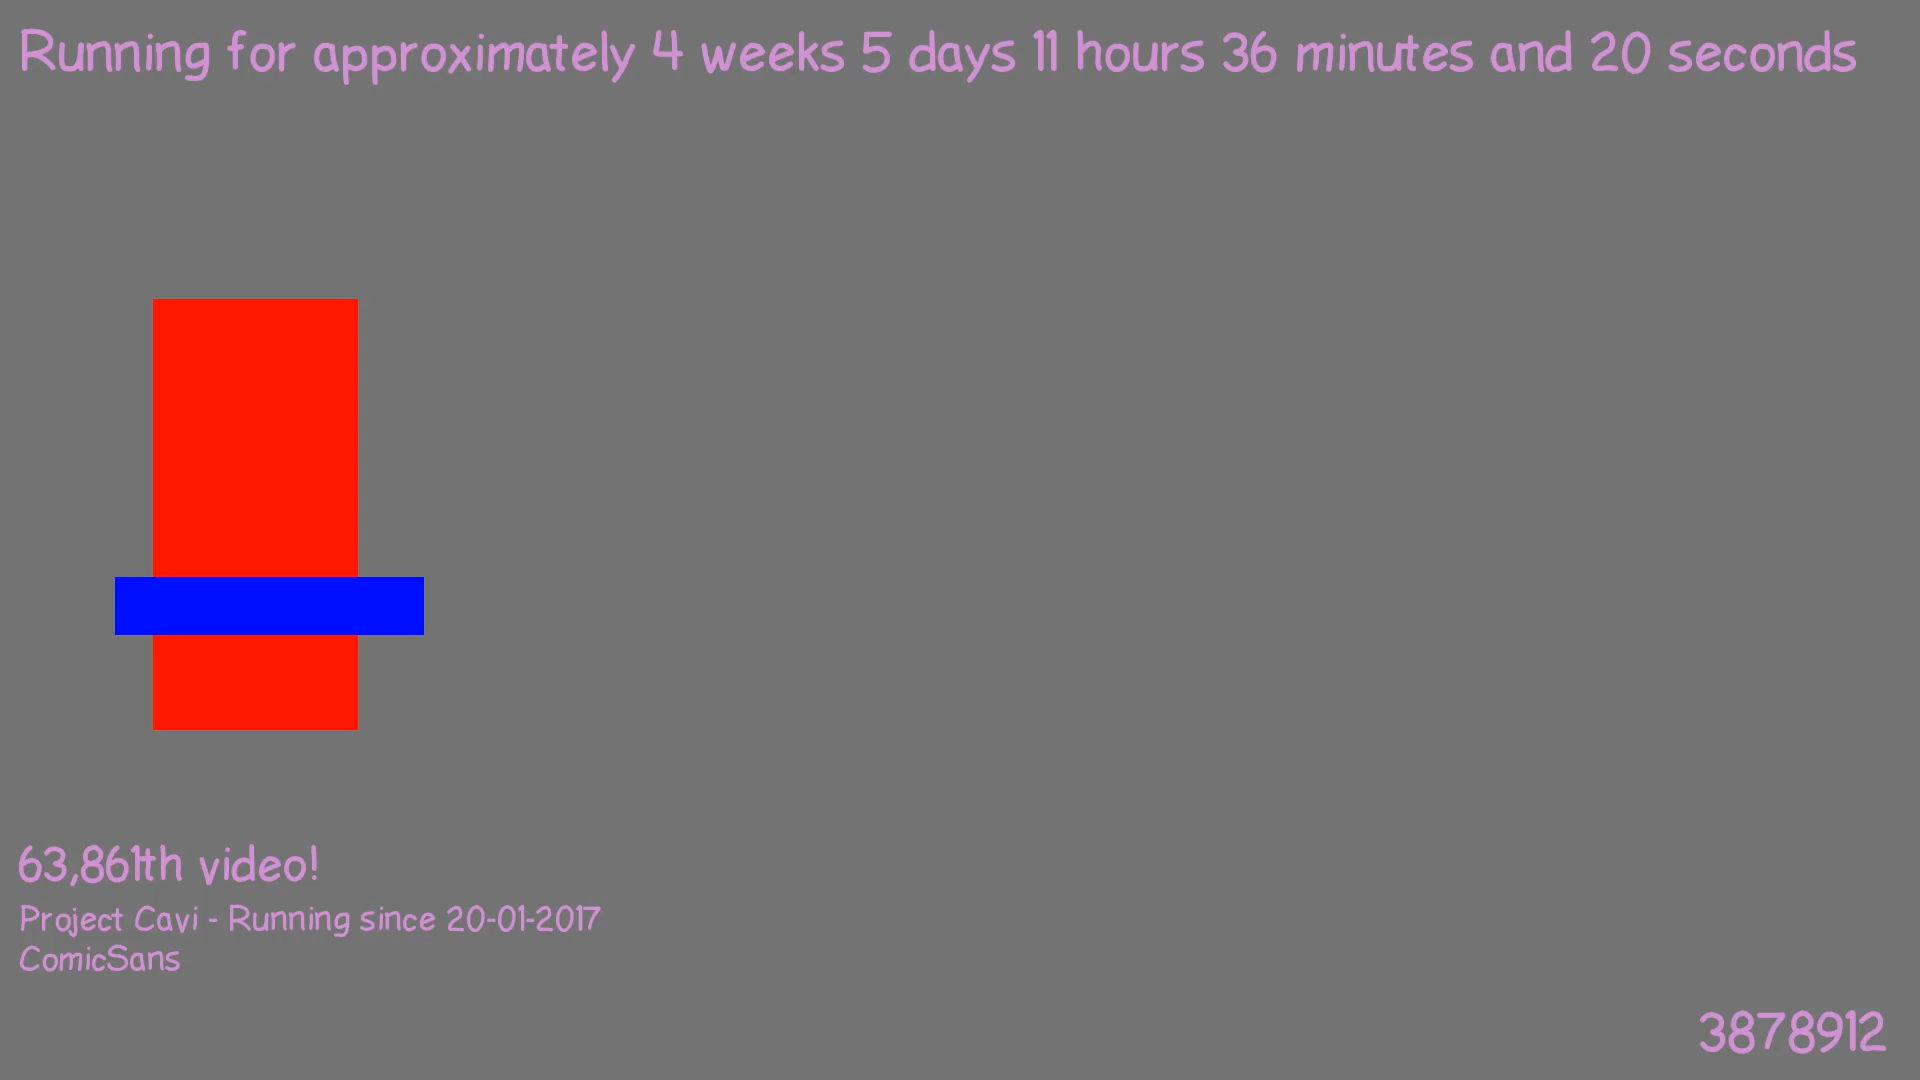 Running for approximately 4 weeks 5 days 11 hours 36 minutes and 20 seconds
63,861th video!
Project Cavi - Running since 20-01-2017
ComicSans
3878912